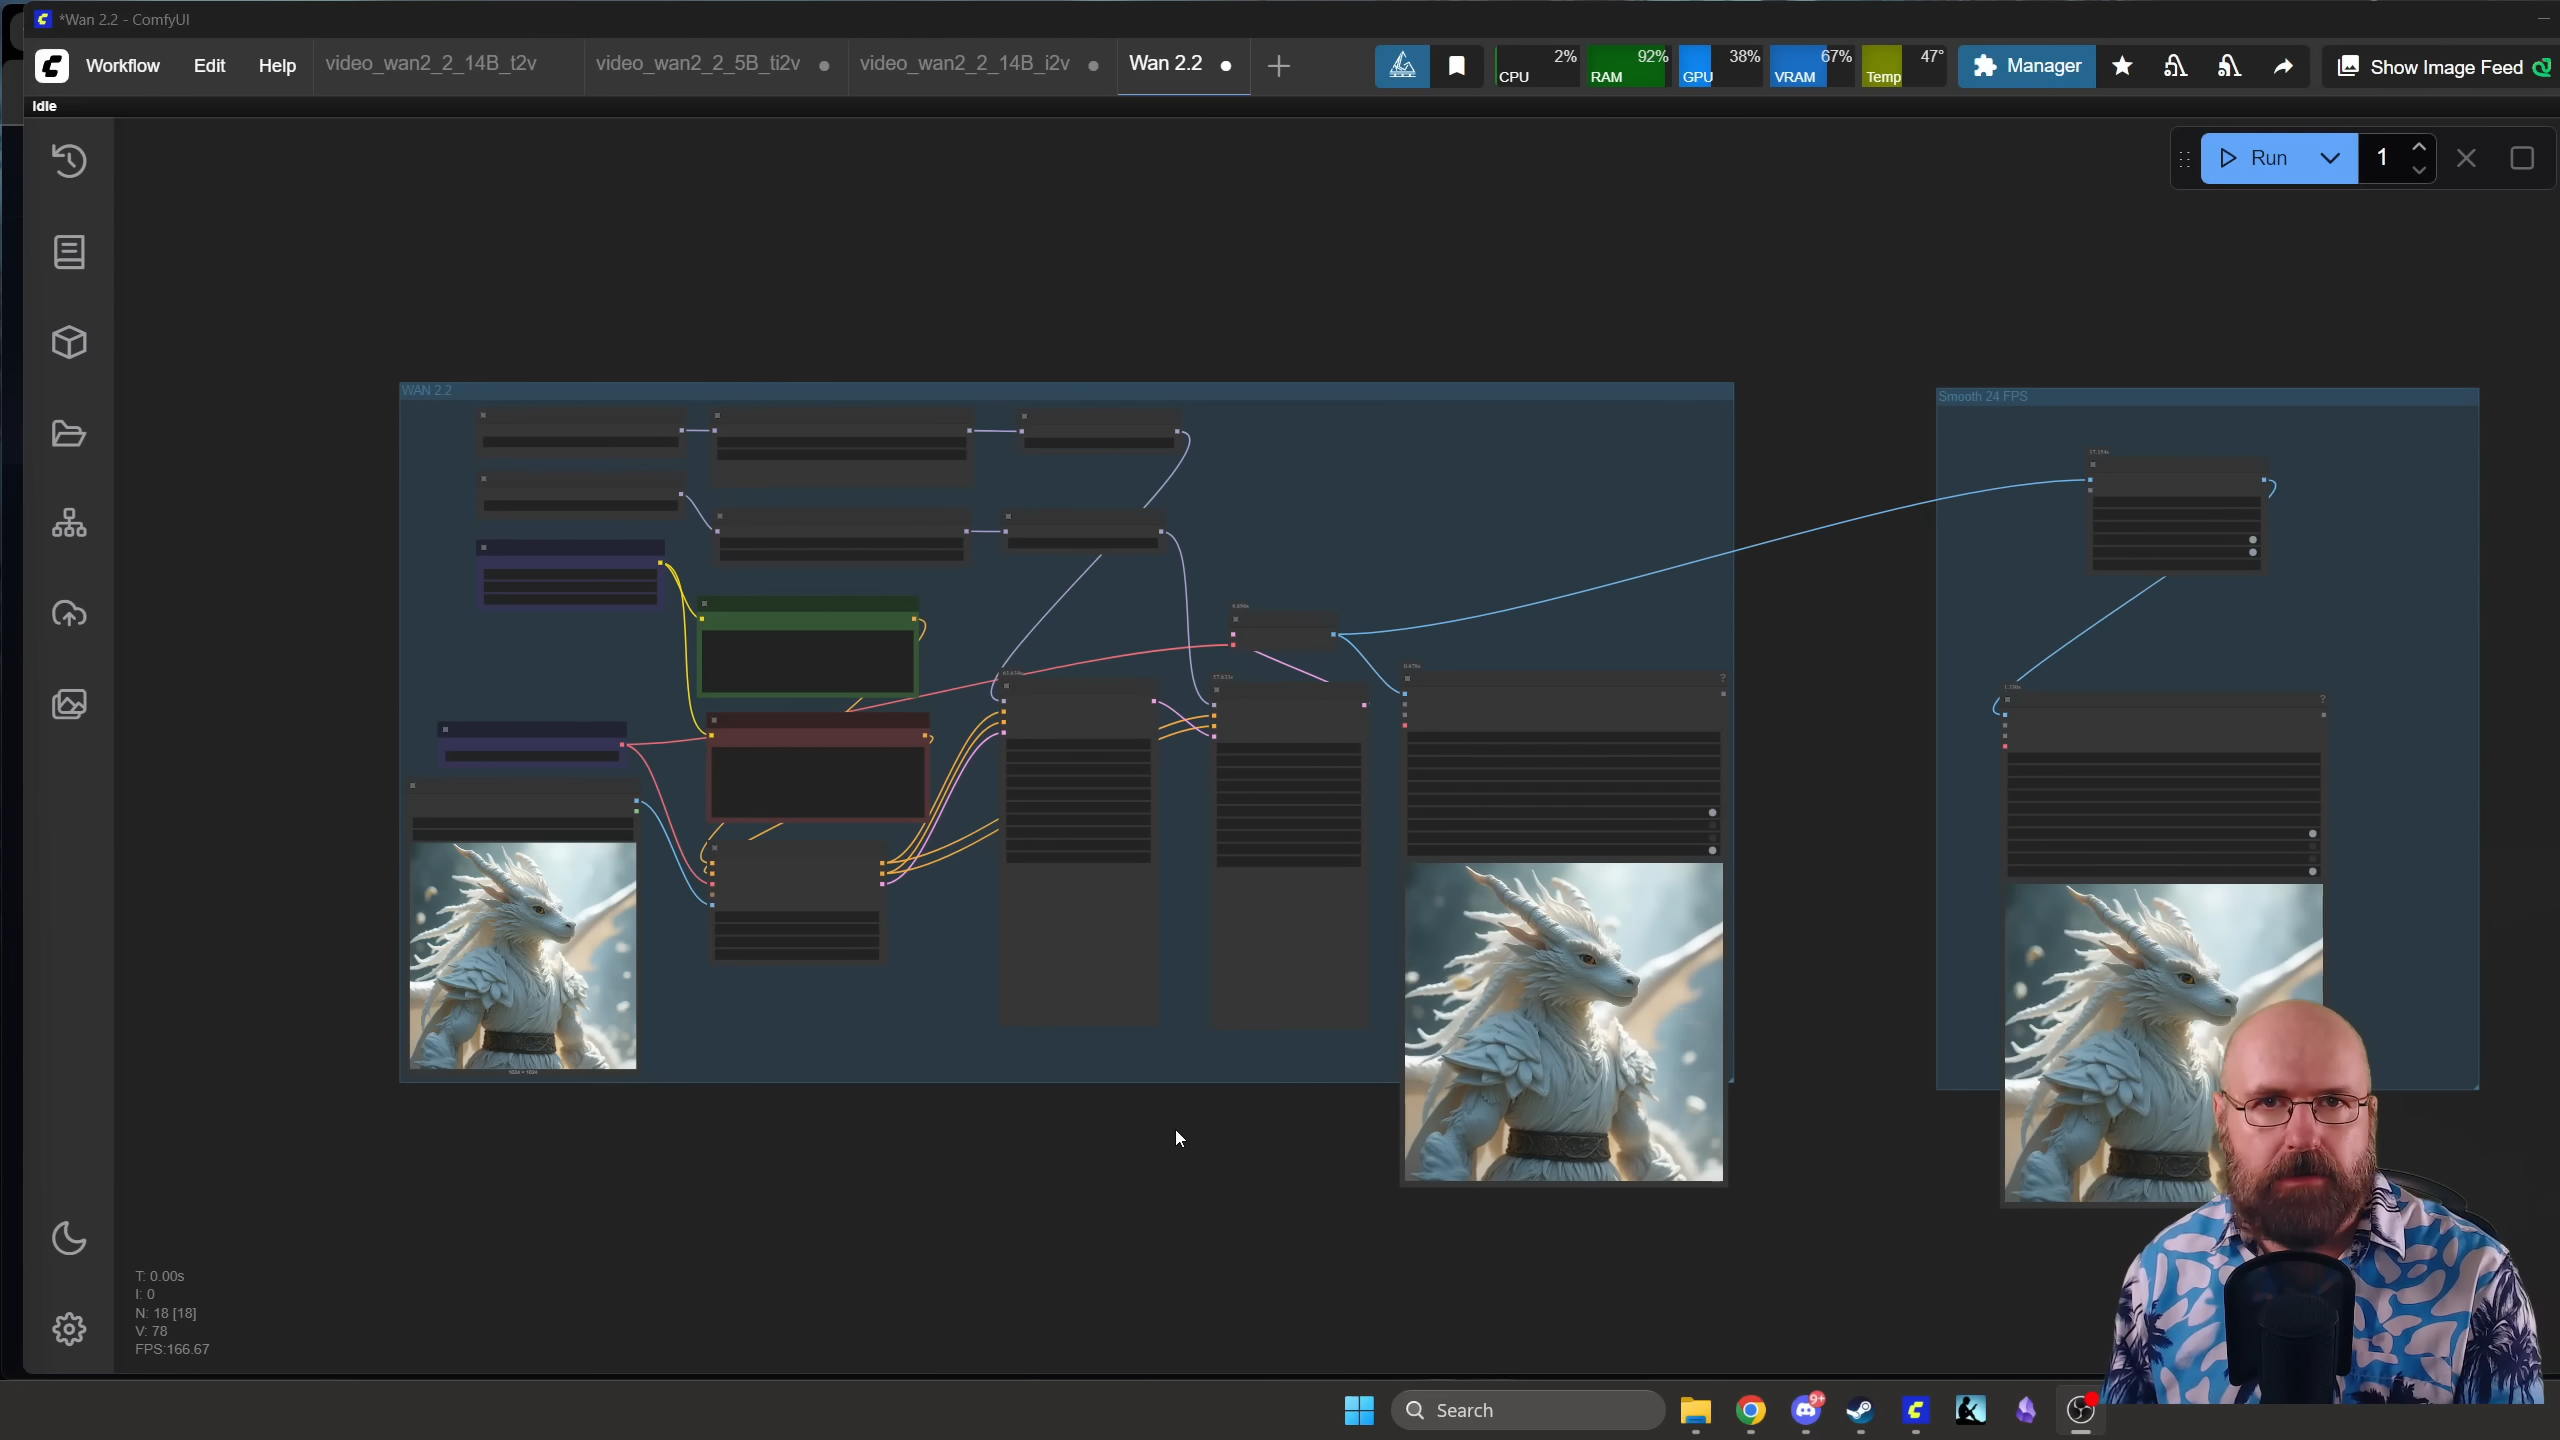 *Wan 2.2 - ComfyUI
Workflow Edit Help video_wan2_2_14B_t2v video_wan2_2_5B_ti2v video_wan2_2_14B_i2v Wan 2.2
CPU 2% RAM 92% GPU 38% VRAM 67% Temp 47° Manager Show Image Feed
Idle
Run 1
WAN 2.2
Smooth 24 FPS
?
?
T: 0.00s
I: 0
N: 18 [18]
V: 78
FPS:166.67
Search
9+